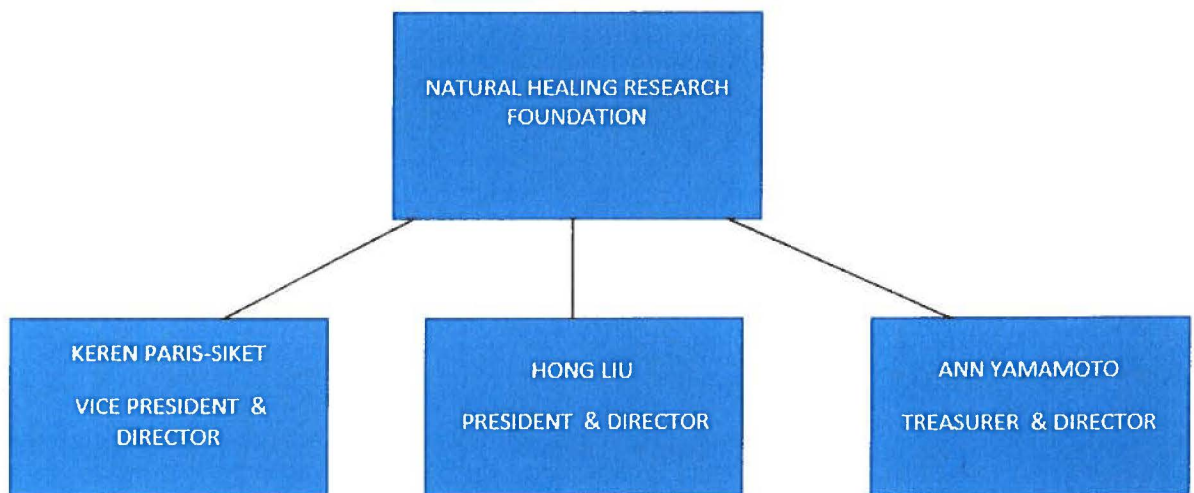 NATURAL HEALING RESEARCH
FOUNDATION
KEREN PARIS-SIKET
VICE PRESIDENT &
DIRECTOR
HONG LIU
PRESIDENT & DIRECTOR
ANN YAMAMOTO
TREASURER & DIRECTOR